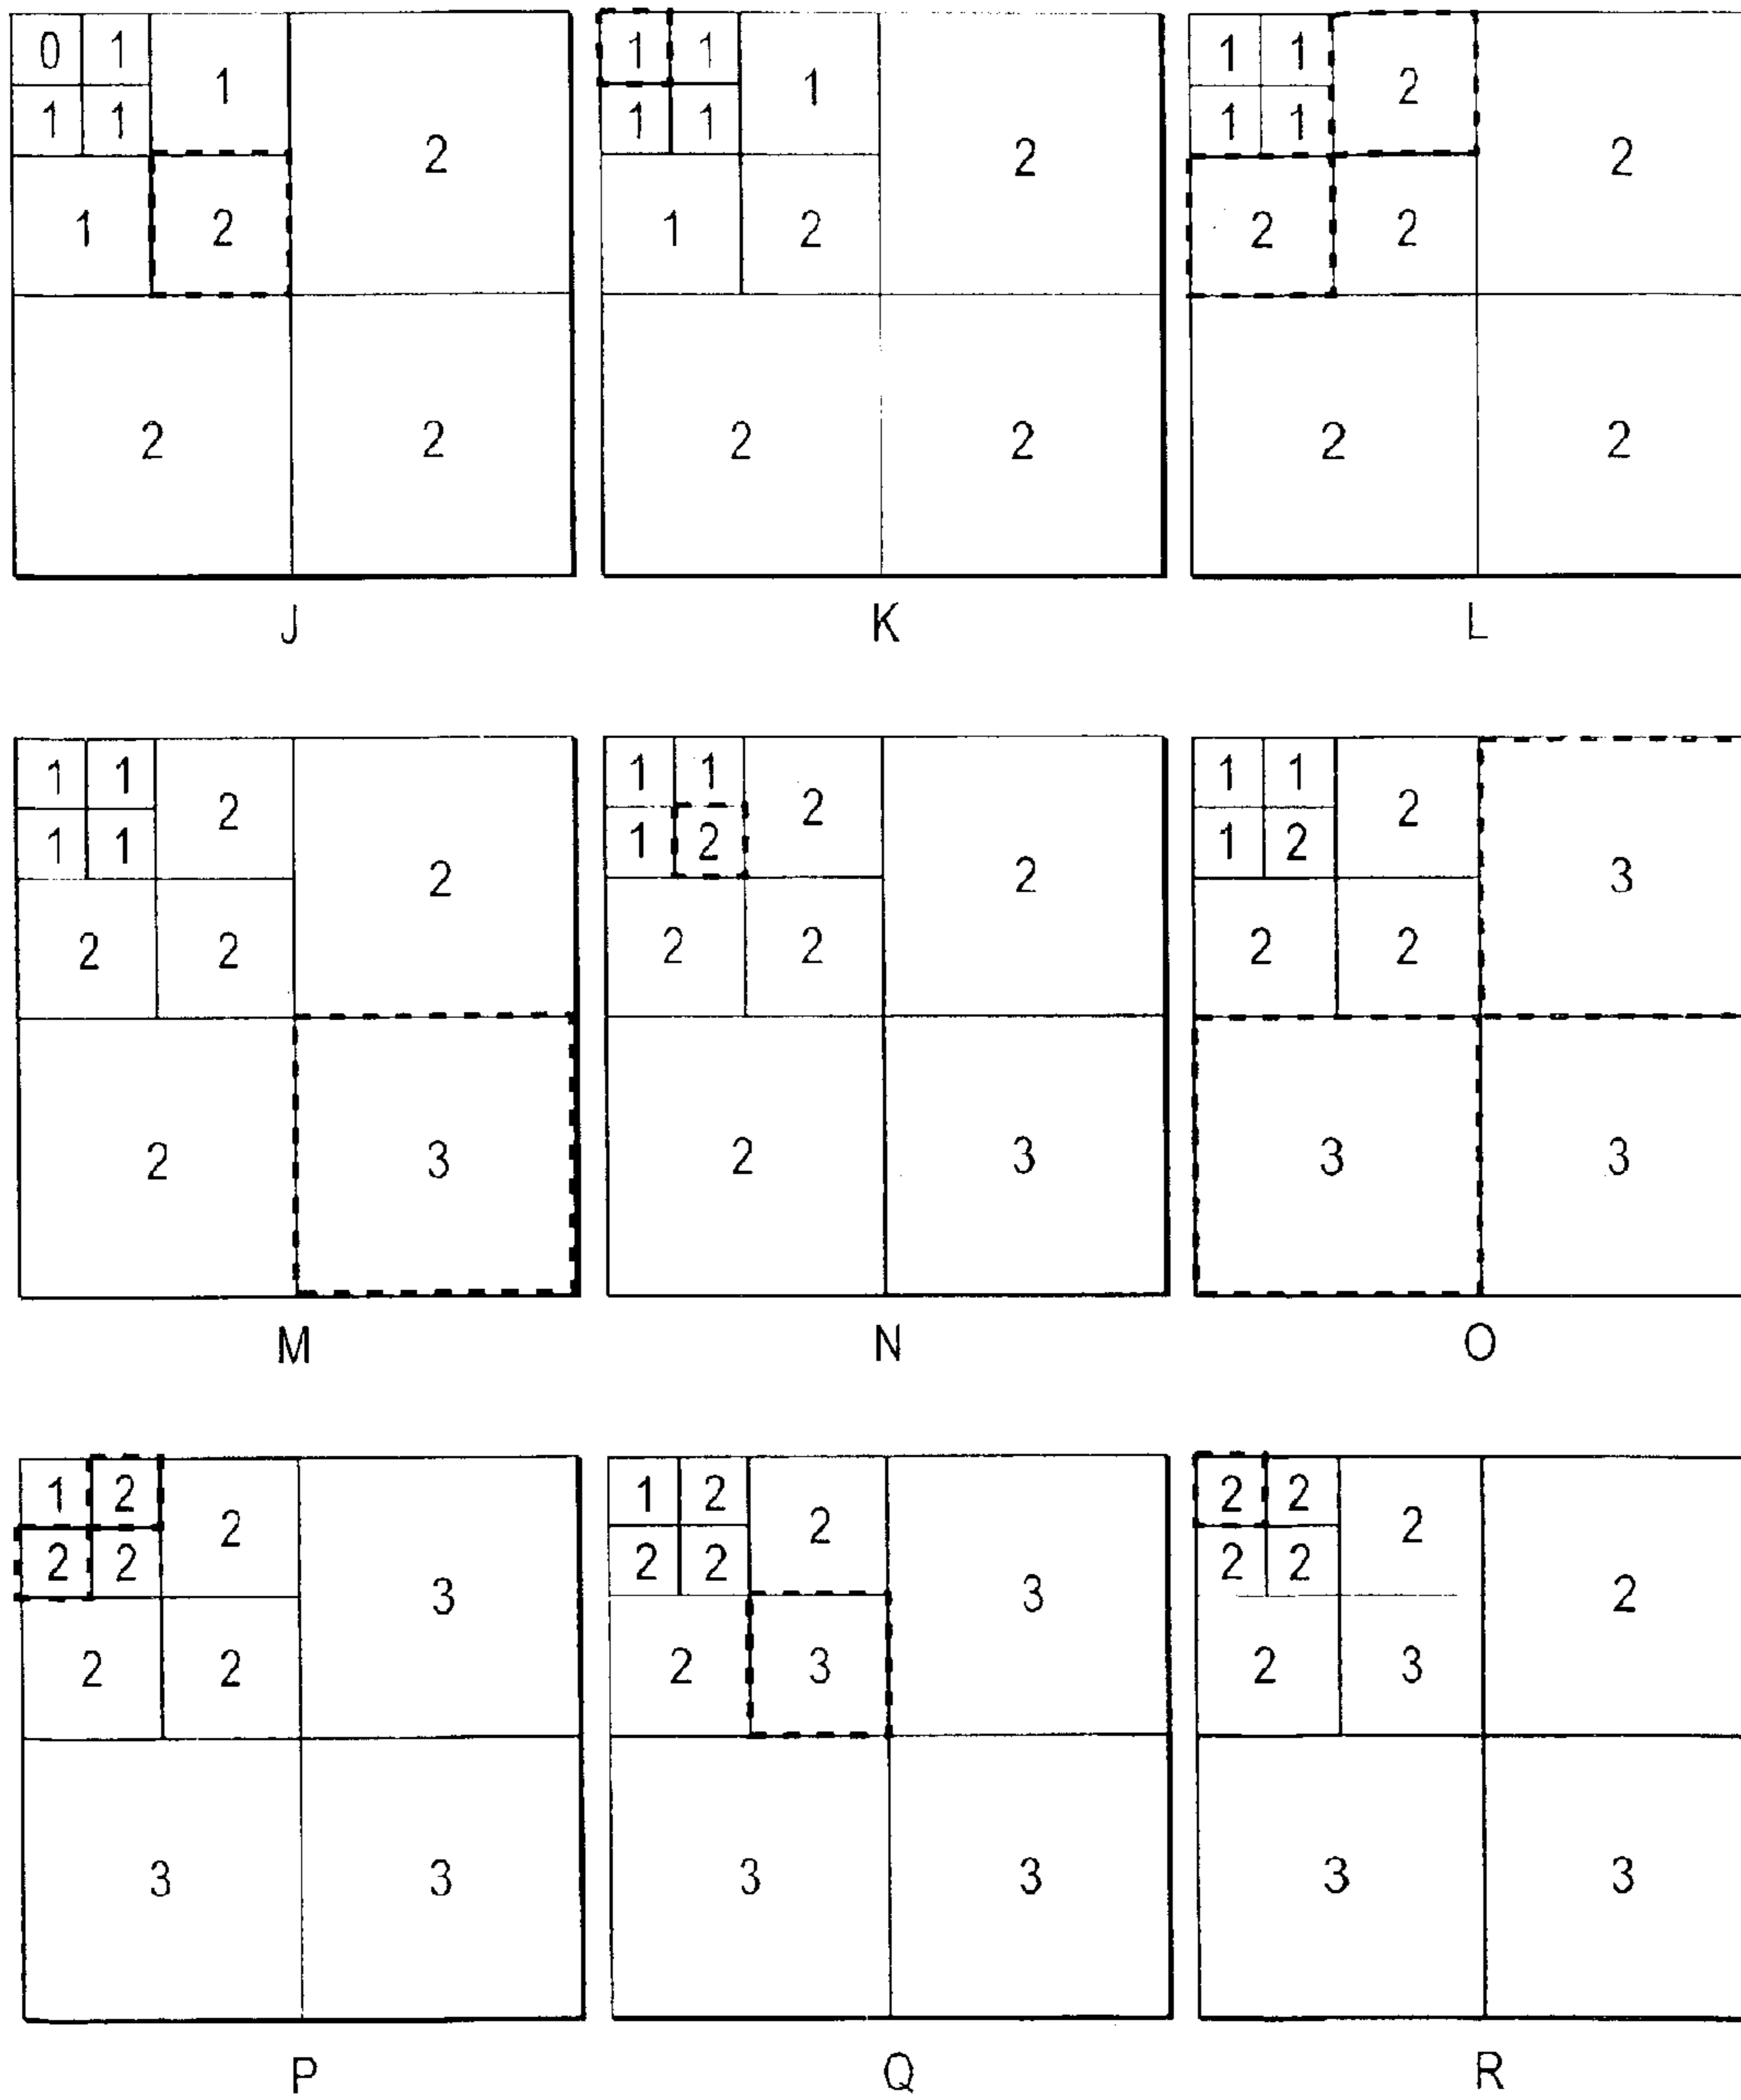 0 1 1 2 1 1 1 2 2 2
J
1 1 1 2 1 1 1 2 2 2
K
1 1 2 2 1 1 2 2 2 2
L
1 1 2 2 1 1 2 2 2 3
M
1 1 2 2 1 2 2 2 2 3
N
1 1 2 3 1 2 2 2 3 3
O
1 2 2 3 2 2 2 2 3 3
P
1 2 2 3 2 2 2 3 3 3
Q
2 2 2 2 2 2 2 3 3 3
R